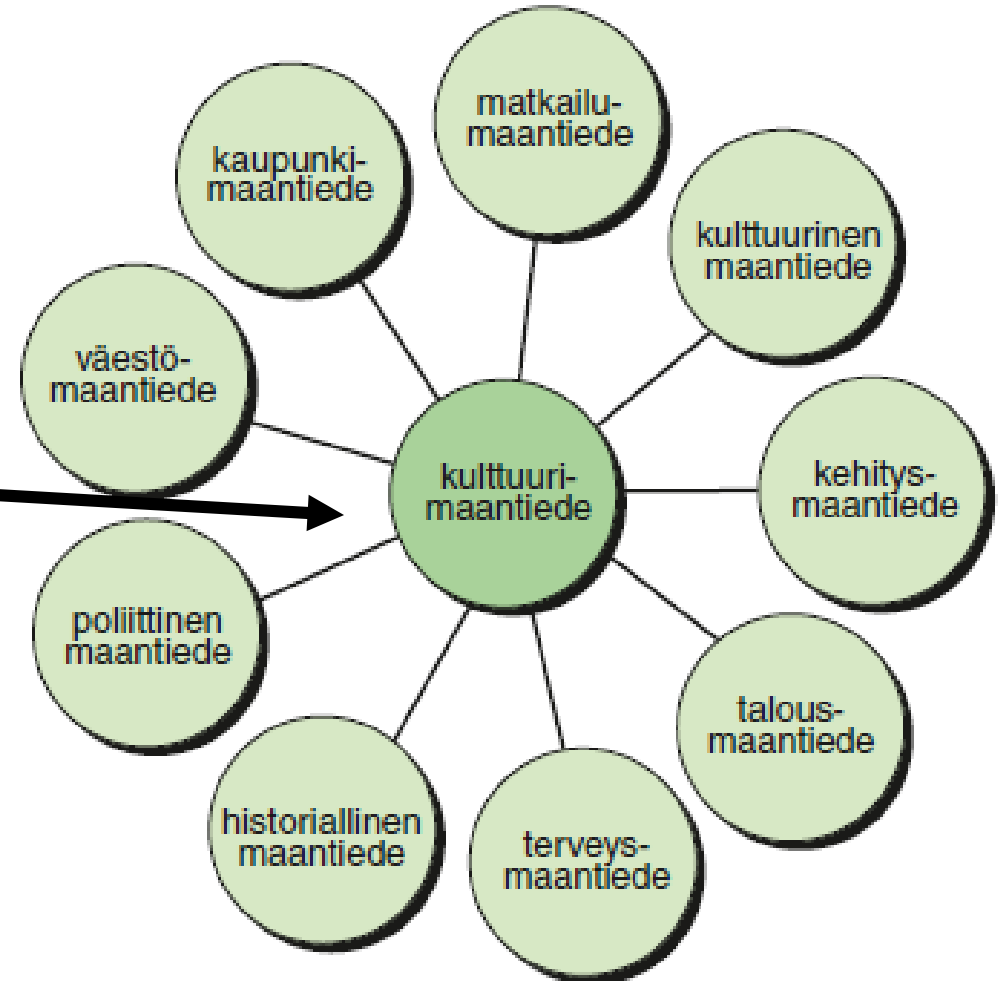 matkailu-
maantiede
kaupunki-
maantiede
kulttuurinen
maantiede
väestö-
maantiede
kulttuuri-
maantiede
kehitys-
maantiede
poliittinen
maantiede
talous-
maantiede
historiallinen
maantiede
terveys-
maantiede